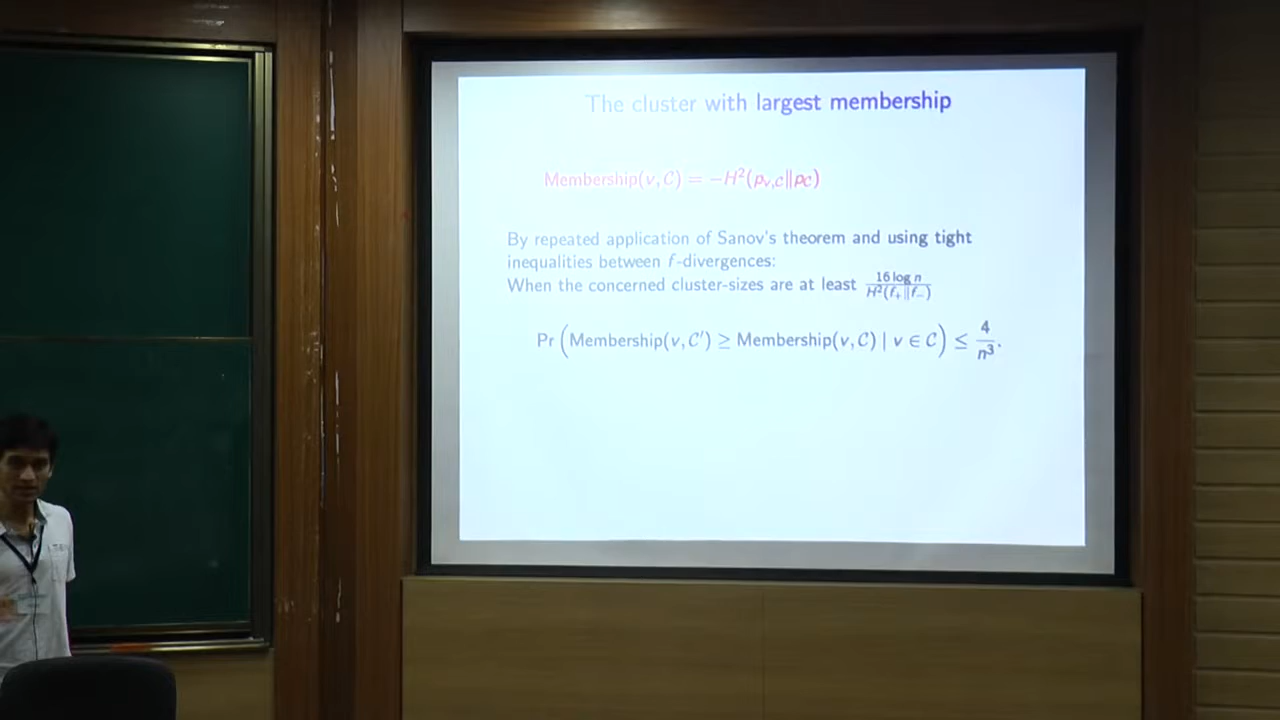 The cluster with largest membership
Membership(v, C) = −H²(p_{v,C}‖p_C)
By repeated application of Sanov's theorem and using tight
inequalities between f-divergences:
When the concerned cluster-sizes are at least 16 log n / H²(f₊‖f₋)
Pr (Membership(v, C′) ≥ Membership(v, C) | v ∈ C) ≤ 4/n³.